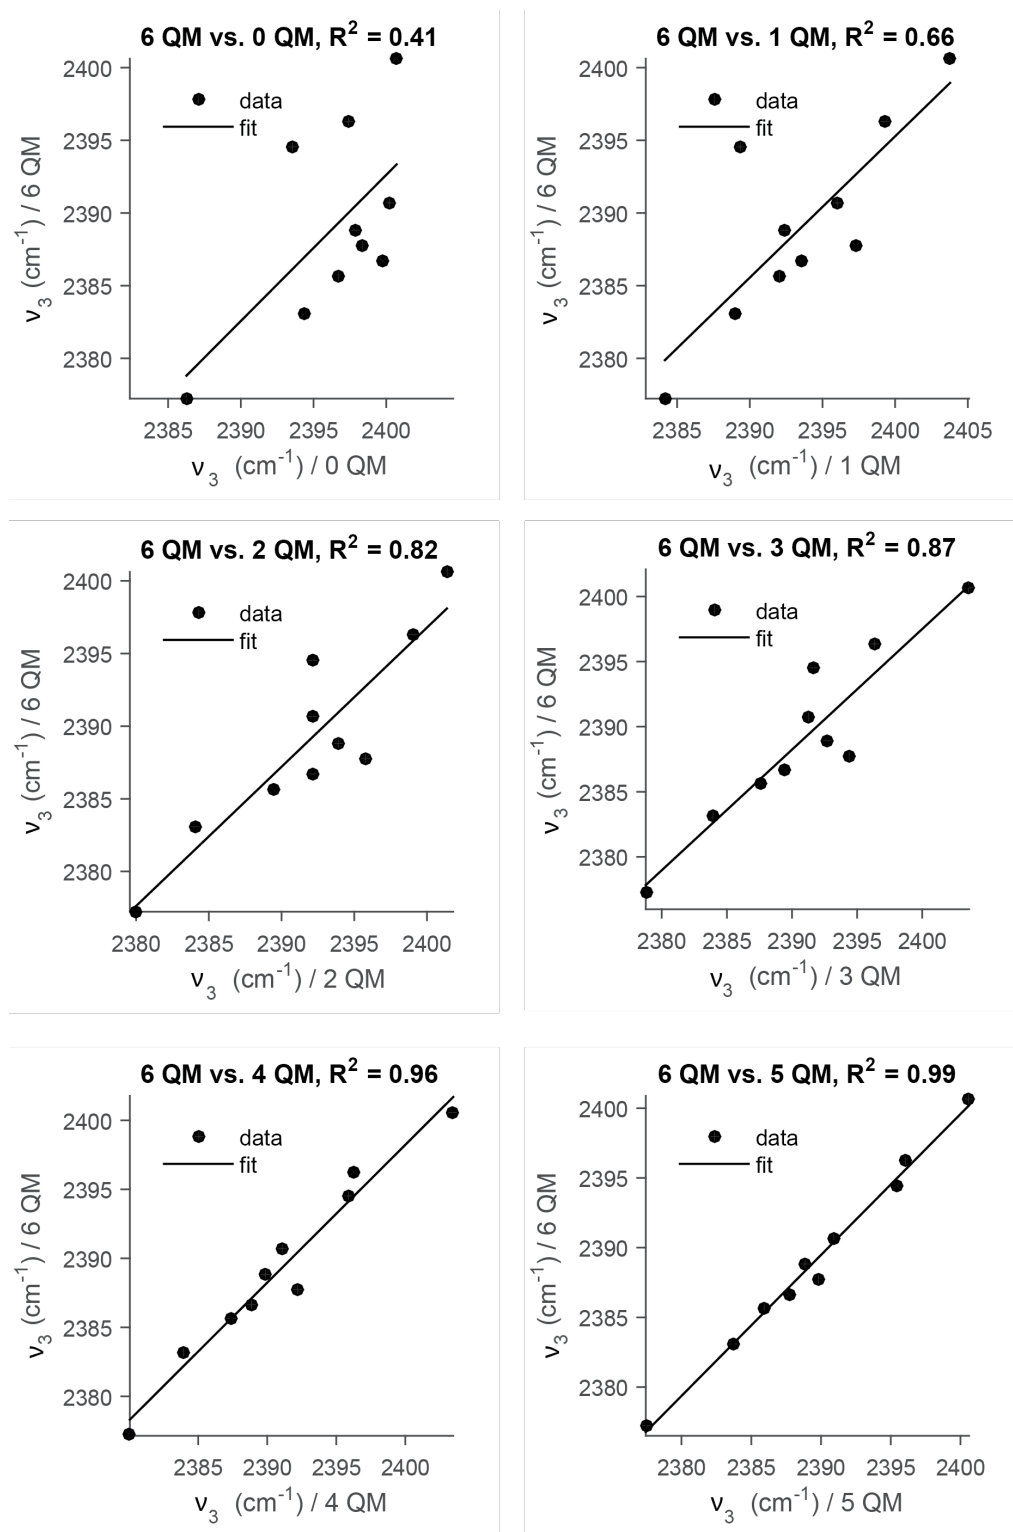 6 QM vs. 0 QM, R² = 0.41
2400
2395
2390
2385
2380
data
fit
ν₃ (cm⁻¹) / 6 QM
2385 2390 2395 2400
ν₃ (cm⁻¹) / 0 QM
6 QM vs. 1 QM, R² = 0.66
2400
2395
2390
2385
2380
data
fit
ν₃ (cm⁻¹) / 6 QM
2385 2390 2395 2400 2405
ν₃ (cm⁻¹) / 1 QM
6 QM vs. 2 QM, R² = 0.82
2400
2395
2390
2385
2380
data
fit
ν₃ (cm⁻¹) / 6 QM
2380 2385 2390 2395 2400
ν₃ (cm⁻¹) / 2 QM
6 QM vs. 3 QM, R² = 0.87
2400
2395
2390
2385
2380
data
fit
ν₃ (cm⁻¹) / 6 QM
2380 2385 2390 2395 2400
ν₃ (cm⁻¹) / 3 QM
6 QM vs. 4 QM, R² = 0.96
2400
2395
2390
2385
2380
data
fit
ν₃ (cm⁻¹) / 6 QM
2385 2390 2395 2400
ν₃ (cm⁻¹) / 4 QM
6 QM vs. 5 QM, R² = 0.99
2400
2395
2390
2385
2380
data
fit
ν₃ (cm⁻¹) / 6 QM
2380 2385 2390 2395 2400
ν₃ (cm⁻¹) / 5 QM